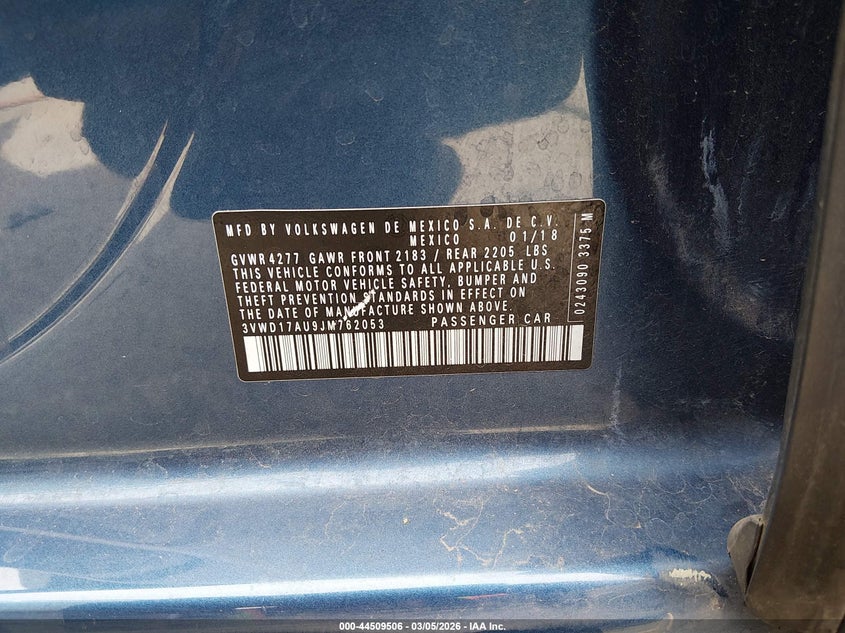 MFD BY VOLKSWAGEN DE MEXICO S.A. DE C.V.
MEXICO 01/18
GVWR 4277 GAWR FRONT 2183 / REAR 2205 LBS
THIS VEHICLE CONFORMS TO ALL APPLICABLE U.S.
FEDERAL MOTOR VEHICLE SAFETY, BUMPER AND
THEFT PREVENTION STANDARDS IN EFFECT ON
THE DATE OF MANUFACTURE SHOWN ABOVE.
3VWD17AU9JM762053 PASSENGER CAR
0243090 3375 M
000-44509506 - 03/05/2026 - IAA Inc.